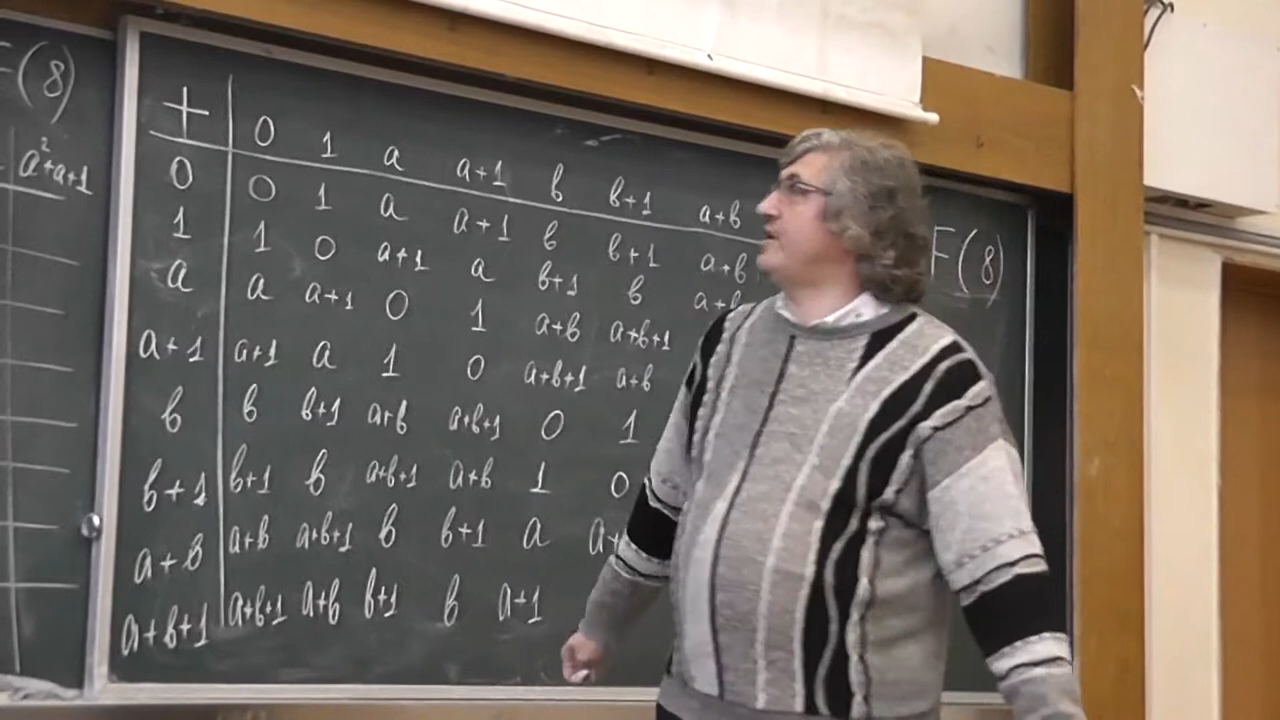 F(8)
a²+a+1
+ 0 1 a a+1 в в+1 a+в
0 0 1 a a+1 в в+1 a+в
1 1 0 a+1 a в+1 в
a a a+1 0 1 a+в a+в+1
a+1 a+1 a 1 0 a+в+1 a+в
в в в+1 a+в a+в+1 0 1
в+1 в+1 в a+в+1 a+в 1 0
a+в a+в a+в+1 в в+1 a a+
a+в+1 a+в+1 a+в в+1 в a+1
F(8)